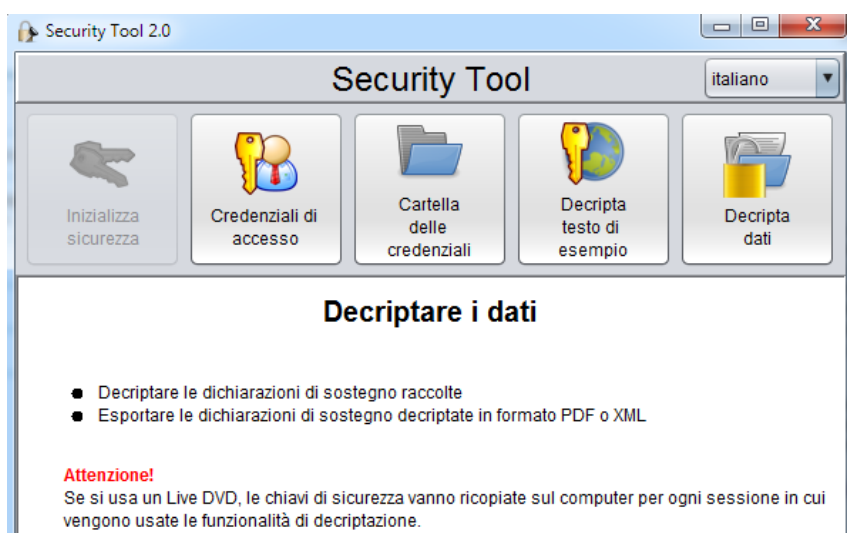 Security Tool 2.0
Security Tool
italiano
Inizializza
sicurezza
Credenziali di
accesso
Cartella
delle
credenziali
Decripta
testo di
esempio
Decripta
dati
Decriptare i dati
Decriptare le dichiarazioni di sostegno raccolte
Esportare le dichiarazioni di sostegno decriptate in formato PDF o XML
Attenzione!
Se si usa un Live DVD, le chiavi di sicurezza vanno ricopiate sul computer per ogni sessione in cui
vengono usate le funzionalità di decriptazione.